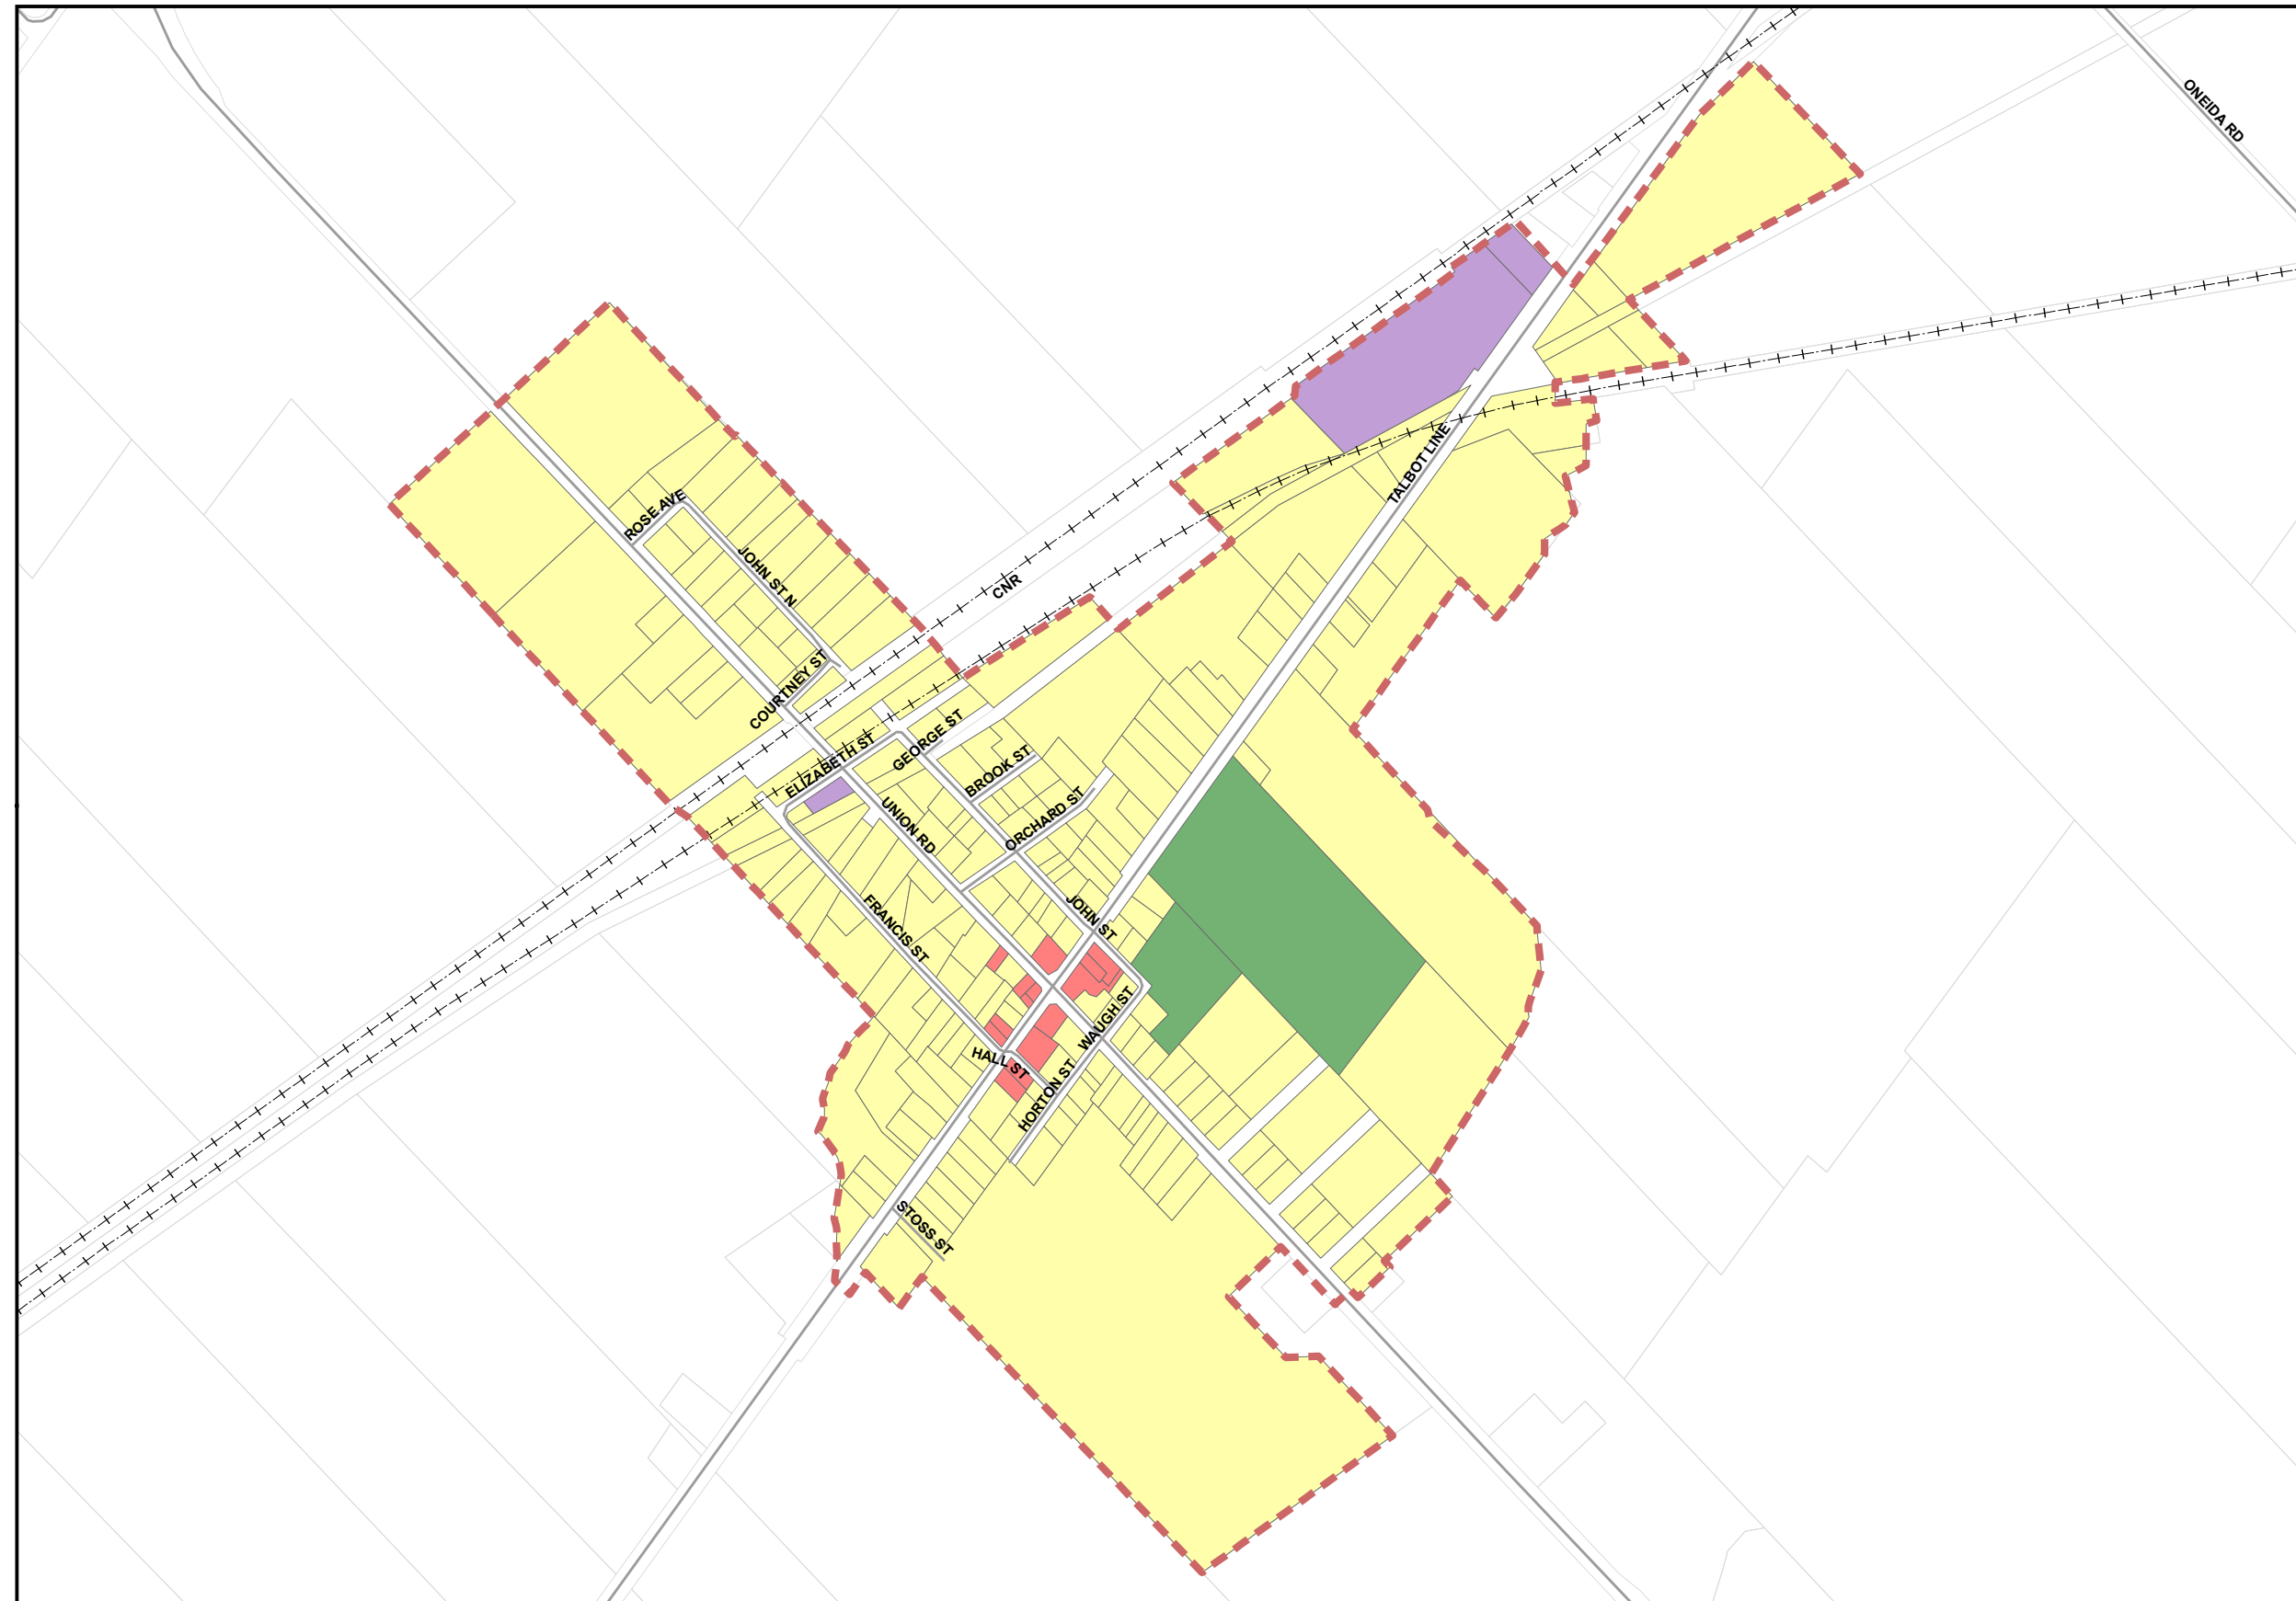 ONEIDA RD
TALBOT LINE
ROSE AVE
JOHN ST N
CNR
COURTNEY ST
GEORGE ST
ELIZABETH ST
BROOK ST
ORCHARD ST
UNION RD
FRANCIS ST
JOHN ST
WAUGH ST
HALL ST
HORTON ST
STOSS ST